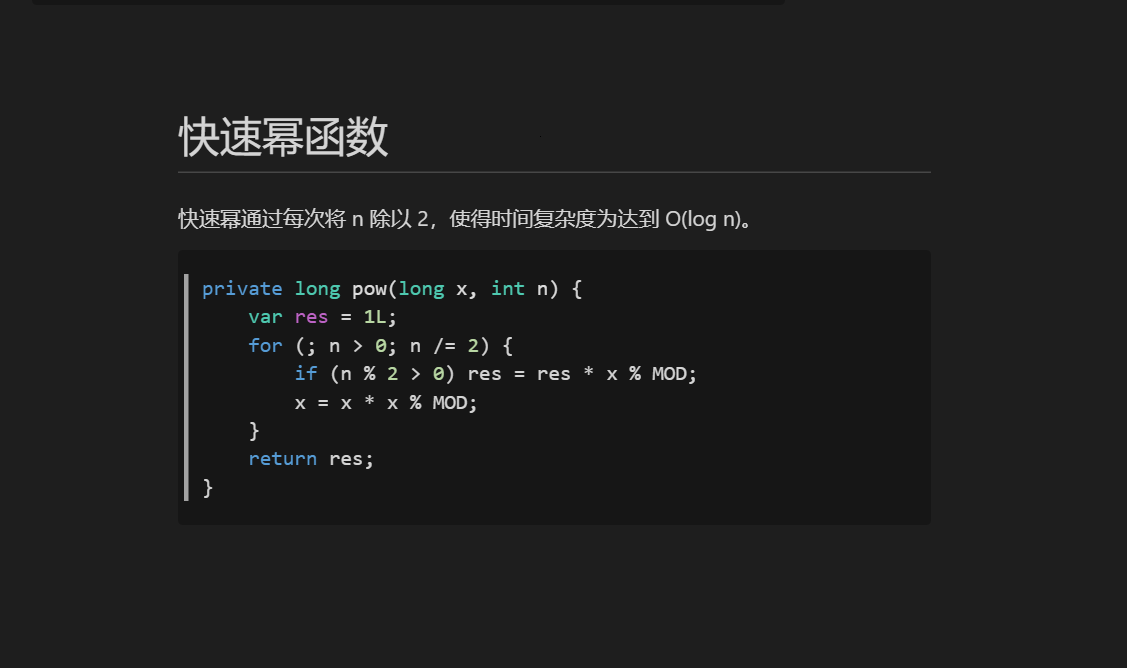 快速幂函数
快速幂通过每次将 n 除以 2，使得时间复杂度为达到 O(log n)。
private long pow(long x, int n) {
    var res = 1L;
    for (; n > 0; n /= 2) {
        if (n % 2 > 0) res = res * x % MOD;
        x = x * x % MOD;
    }
    return res;
}